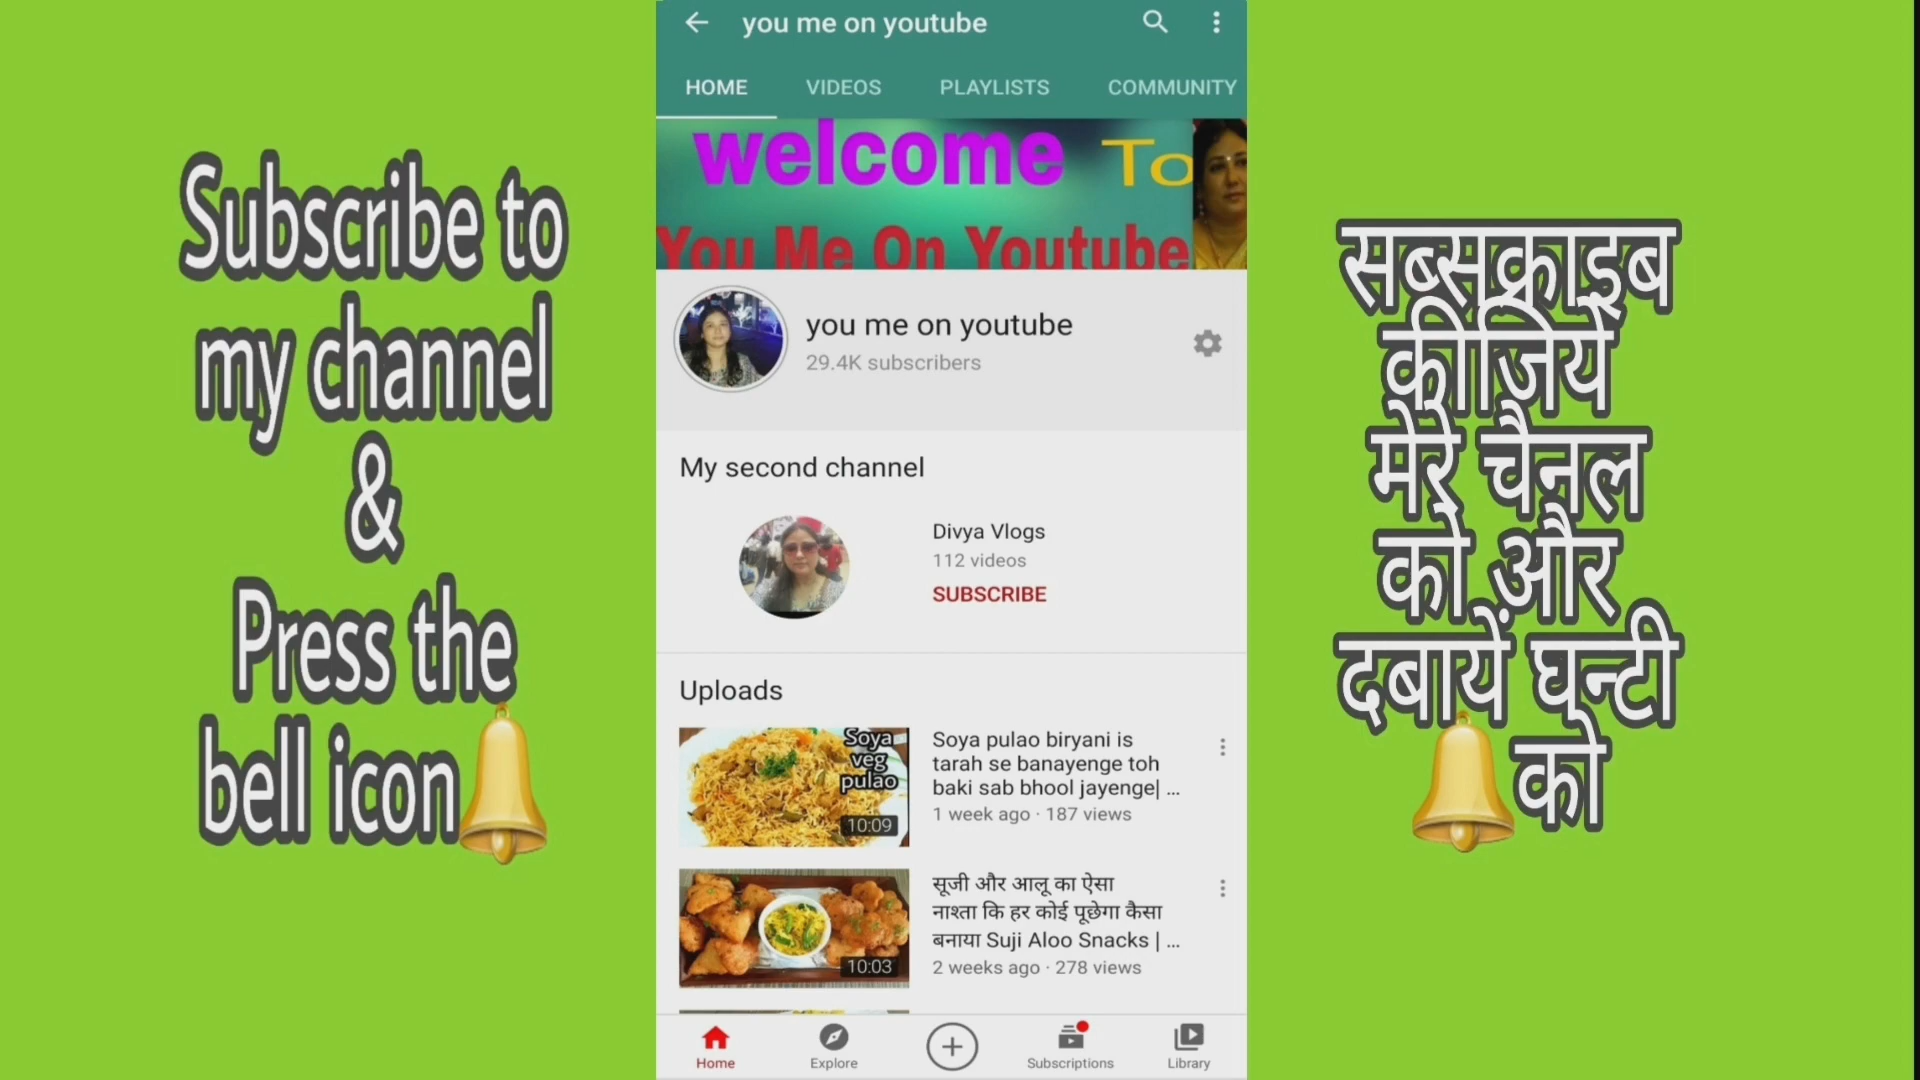 Subscribe to
my channel
&
Press the
bell icon
you me on youtube
HOME VIDEOS PLAYLISTS COMMUNITY
welcome To
You Me On Youtube
you me on youtube
29.4K subscribers
My second channel
Divya Vlogs
112 videos
SUBSCRIBE
Uploads
Soya
veg
pulao
10:09
Soya pulao biryani is
tarah se banayenge toh
baki sab bhool jayenge| ...
1 week ago · 187 views
10:03
सूजी और आलू का ऐसा
नाश्ता कि हर कोई पूछेगा कैसा
बनाया Suji Aloo Snacks | ...
2 weeks ago · 278 views
Home Explore Subscriptions Library
सब्सक्राइब
कीजिये
मेरे चैनल
को और
दबायें घन्टी
को